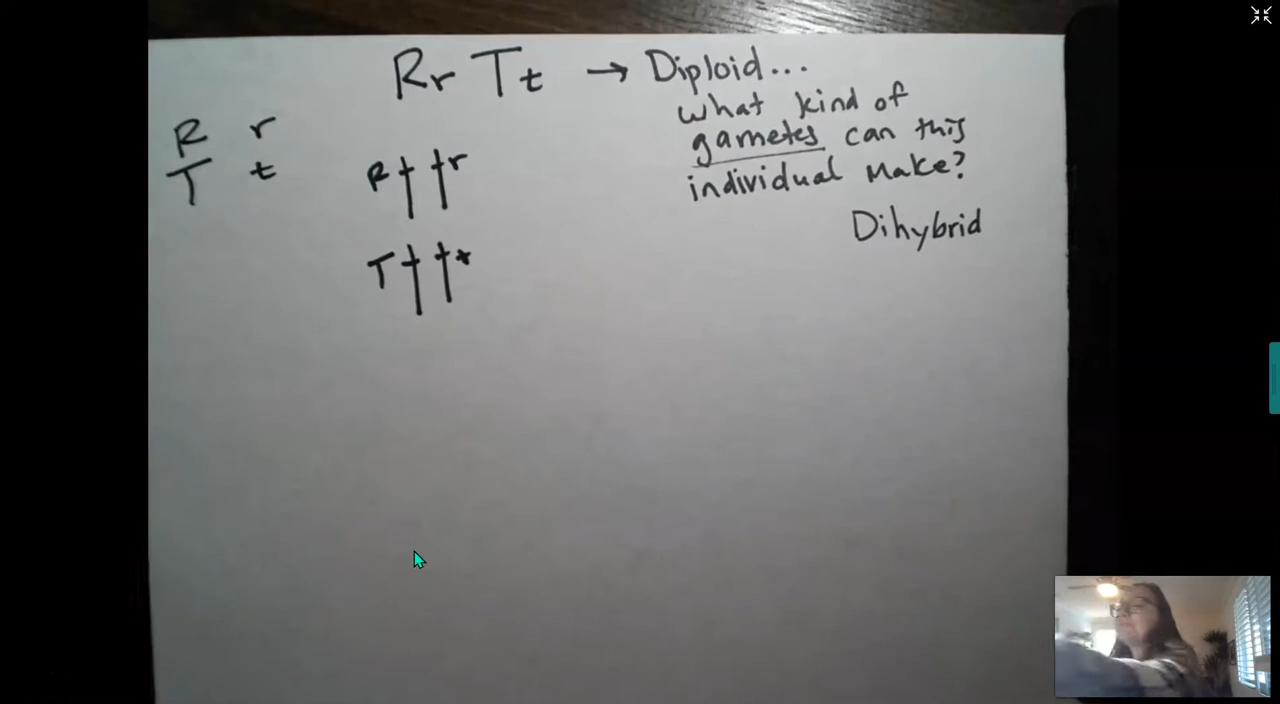 Rr Tt → Diploid...
what kind of
gametes can this
individual make?
Dihybrid
R r
T t
R r
T t